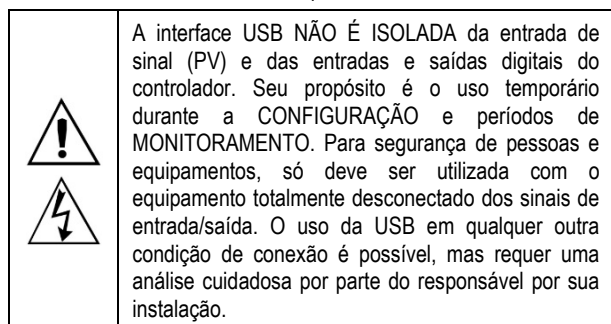 A interface USB NÃO É ISOLADA da entrada de
sinal (PV) e das entradas e saídas digitais do
controlador. Seu propósito é o uso temporário
durante a CONFIGURAÇÃO e períodos de
MONITORAMENTO. Para segurança de pessoas e
equipamentos, só deve ser utilizada com o
equipamento totalmente desconectado dos sinais de
entrada/saída. O uso da USB em qualquer outra
condição de conexão é possível, mas requer uma
análise cuidadosa por parte do responsável por sua
instalação.